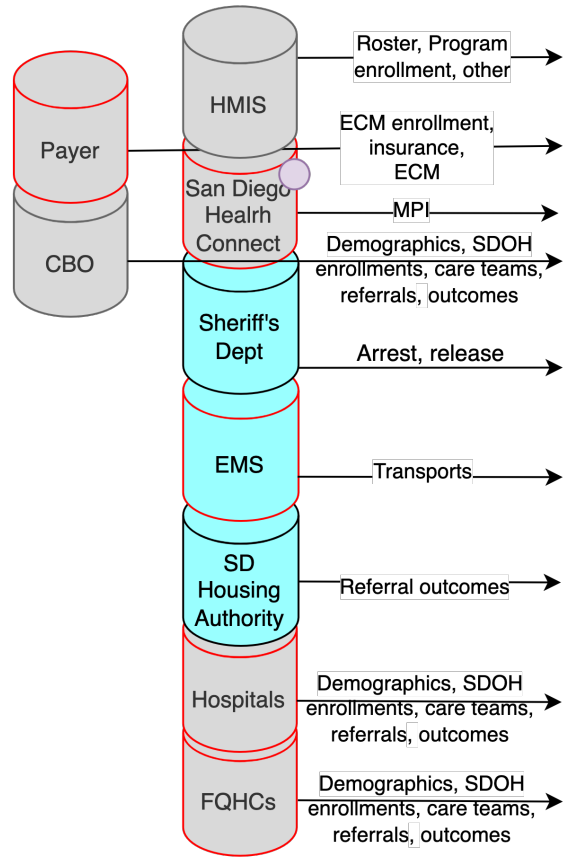 HMIS
Roster, Program
enrollment, other
Payer
ECM enrollment,
insurance,
ECM
San Diego
Healrh
Connect
MPI
CBO
Demographics, SDOH
enrollments, care teams,
referrals, outcomes
Sheriff's
Dept
Arrest, release
EMS
Transports
SD
Housing
Authority
Referral outcomes
Hospitals
Demographics, SDOH
enrollments, care teams,
referrals, outcomes
FQHCs
Demographics, SDOH
enrollments, care teams,
referrals, outcomes